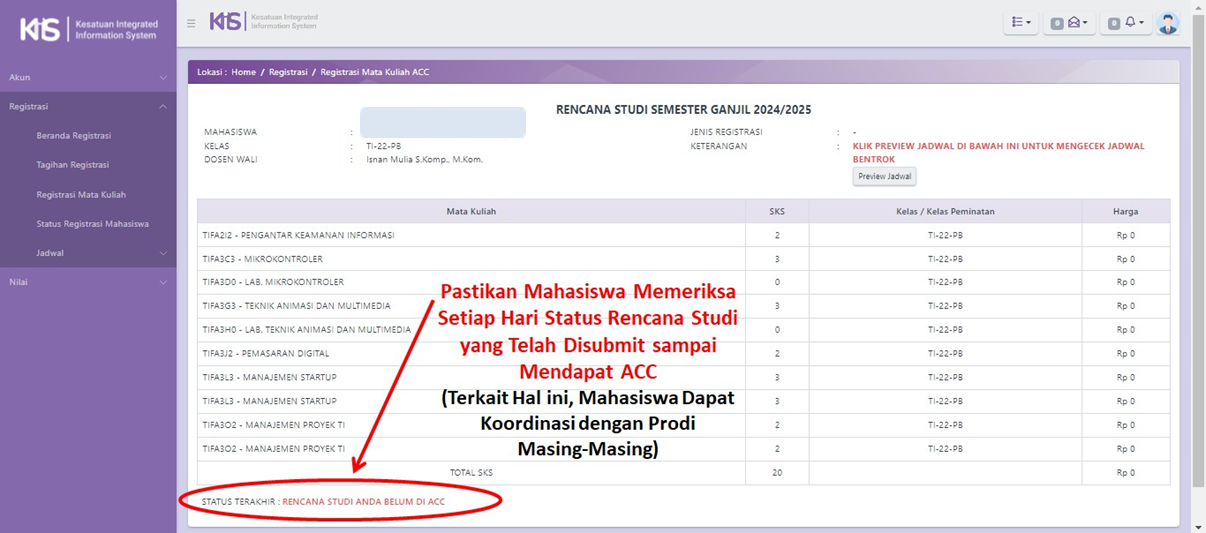 KIIS | Kesatuan Integrated
Information System
KIIS | Kesatuan Integrated
Information System
0
0
Akun
Registrasi
Beranda Registrasi
Tagihan Registrasi
Registrasi Mata Kuliah
Status Registrasi Mahasiswa
Jadwal
Nilai
Lokasi : Home / Registrasi / Registrasi Mata Kuliah ACC
RENCANA STUDI SEMESTER GANJIL 2024/2025
MAHASISWA :
KELAS : TI-22-PB
DOSEN WALI : Isnan Mulia S.Komp., M.Kom.
JENIS REGISTRASI : -
KETERANGAN : KLIK PREVIEW JADWAL DI BAWAH INI UNTUK MENGECEK JADWAL
BENTROK
Preview Jadwal
Mata Kuliah SKS Kelas / Kelas Peminatan Harga
TIFA2I2 - PENGANTAR KEAMANAN INFORMASI 2 TI-22-PB Rp 0
TIFA3C3 - MIKROKONTROLER 3 TI-22-PB Rp 0
TIFA3D0 - LAB. MIKROKONTROLER 0 TI-22-PB Rp 0
TIFA3G3 - TEKNIK ANIMASI DAN MULTIMEDIA 3 TI-22-PB Rp 0
TIFA3H0 - LAB. TEKNIK ANIMASI DAN MULTIMEDIA 0 TI-22-PB Rp 0
TIFA3J2 - PEMASARAN DIGITAL 2 TI-22-PB Rp 0
TIFA3L3 - MANAJEMEN STARTUP 3 TI-22-PB Rp 0
TIFA3L3 - MANAJEMEN STARTUP 3 TI-22-PB Rp 0
TIFA3O2 - MANAJEMEN PROYEK TI 2 TI-22-PB Rp 0
TIFA3O2 - MANAJEMEN PROYEK TI 2 TI-22-PB Rp 0
TOTAL SKS 20 Rp 0
STATUS TERAKHIR : RENCANA STUDI ANDA BELUM DI ACC
Pastikan Mahasiswa Memeriksa
Setiap Hari Status Rencana Studi
yang Telah Disubmit sampai
Mendapat ACC
(Terkait Hal ini, Mahasiswa Dapat
Koordinasi dengan Prodi
Masing-Masing)